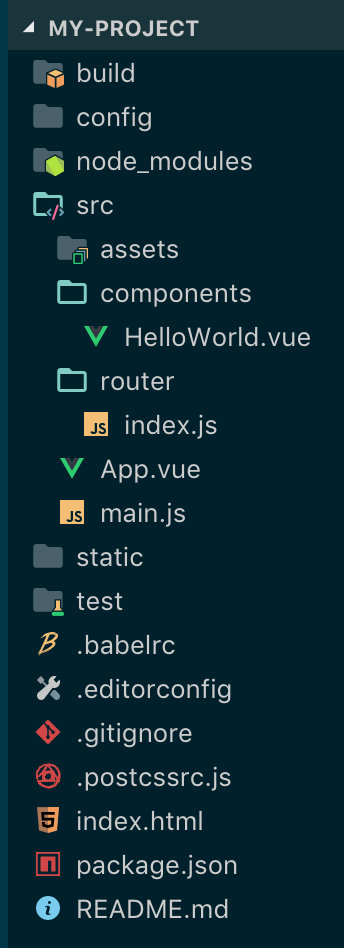 MY-PROJECT
build
config
node_modules
src
assets
components
HelloWorld.vue
router
JS index.js
App.vue
JS main.js
static
test
.babelrc
.editorconfig
.gitignore
.postcssrc.js
index.html
package.json
README.md